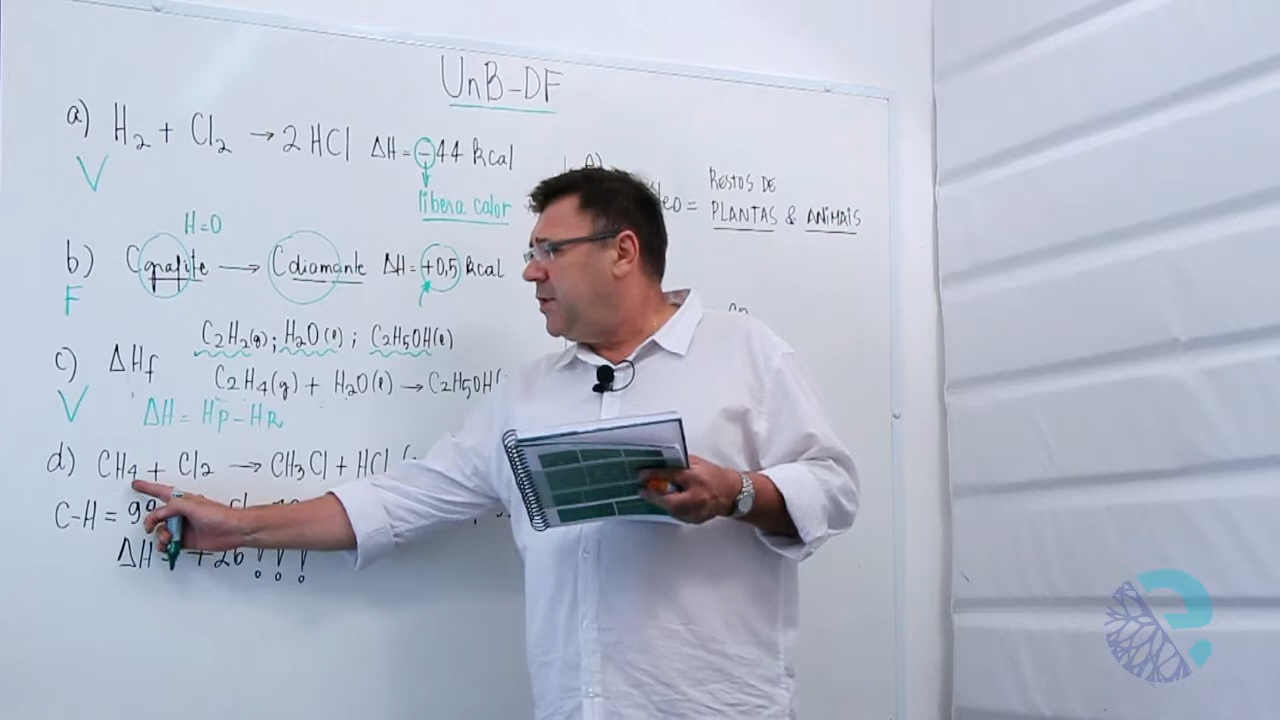 UnB-DF
a) H₂ + Cl₂ → 2 HCl ΔH = -44 Kcal
V
libera calor
RESTOS DE
= PLANTAS & ANIMAIS
H=0
b) Cgrafite → Cdiamante ΔH = +0,5 Kcal
F
C₂H₂(g); H₂O(l); C₂H₅OH(l)
c) ΔHf
C₂H₄(g) + H₂O(l) → C₂H₅OH(
V
ΔH = Hp - HR
d) CH₄ + Cl₂ → CH₃Cl + HCl
C-H =
ΔH +26 !!!